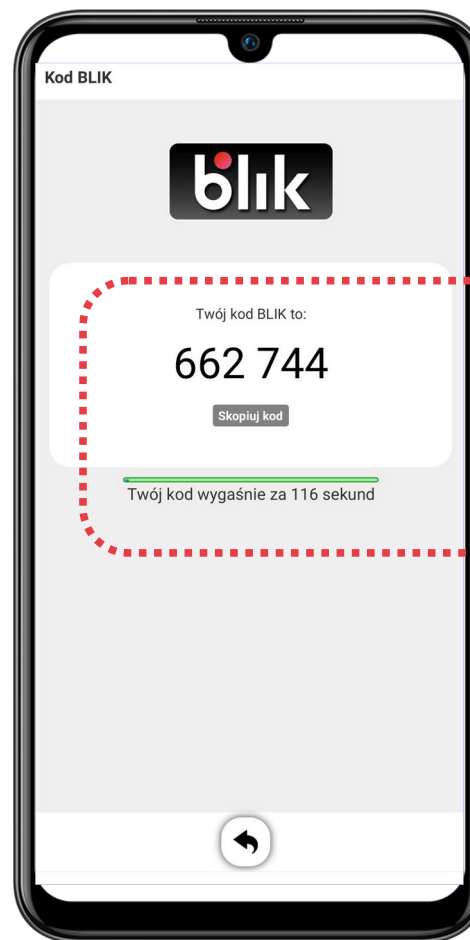 Kod BLIK
blik
Twój kod BLIK to:
662 744
Skopiuj kod
Twój kod wygaśnie za 116 sekund